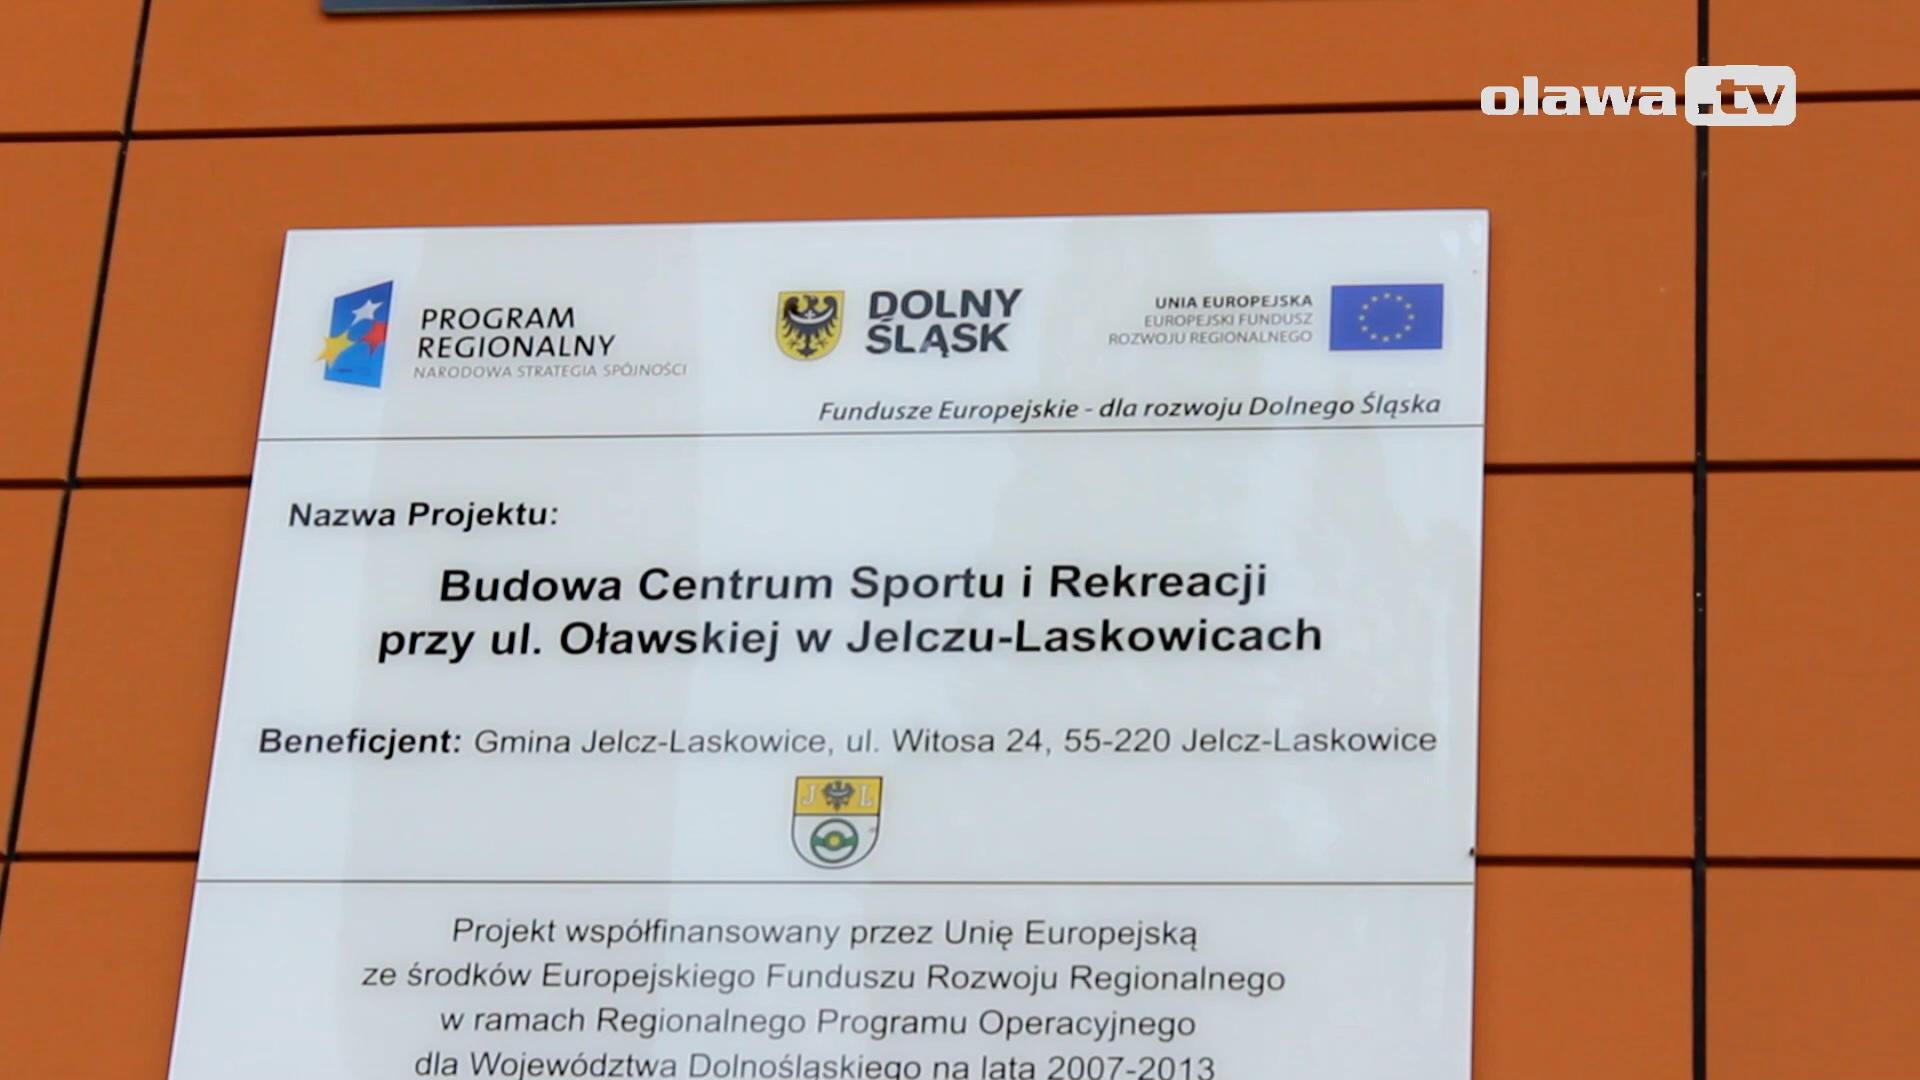 olawa.tv
PROGRAM
REGIONALNY
NARODOWA STRATEGIA SPÓJNOŚCI
DOLNY
ŚLĄSK
UNIA EUROPEJSKA
EUROPEJSKI FUNDUSZ
ROZWOJU REGIONALNEGO
Fundusze Europejskie - dla rozwoju Dolnego Śląska
Nazwa Projektu:
Budowa Centrum Sportu i Rekreacji
przy ul. Oławskiej w Jelczu-Laskowicach
Beneficjent: Gmina Jelcz-Laskowice, ul. Witosa 24, 55-220 Jelcz-Laskowice
J L
Projekt współfinansowany przez Unię Europejską
ze środków Europejskiego Funduszu Rozwoju Regionalnego
w ramach Regionalnego Programu Operacyjnego
dla Województwa Dolnośląskiego na lata 2007-2013